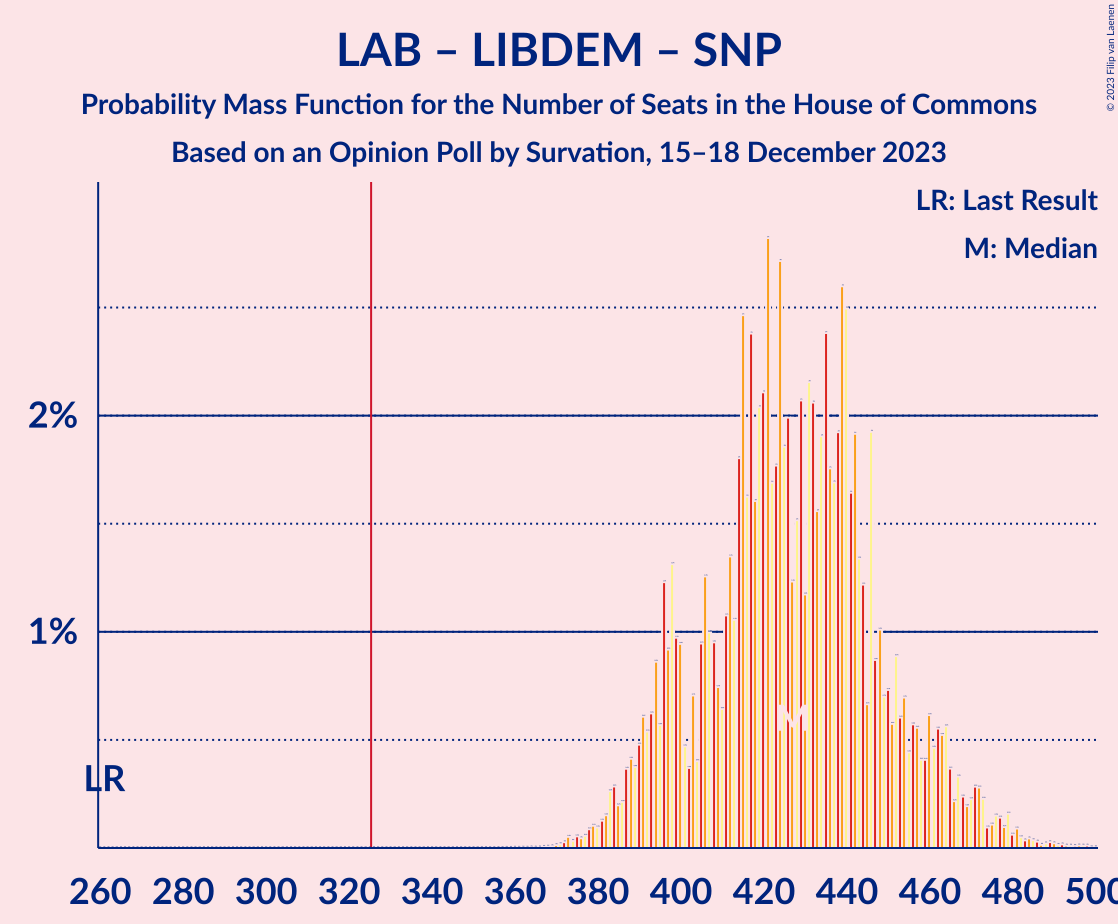 LAB – LIBDEM – SNP
Probability Mass Function for the Number of Seats in the House of Commons
Based on an Opinion Poll by Survation, 15–18 December 2023
© 2023 Filip van Laenen
LR: Last Result
M: Median
2%
1%
LR
M
260 280 300 320 340 360 380 400 420 440 460 480 500